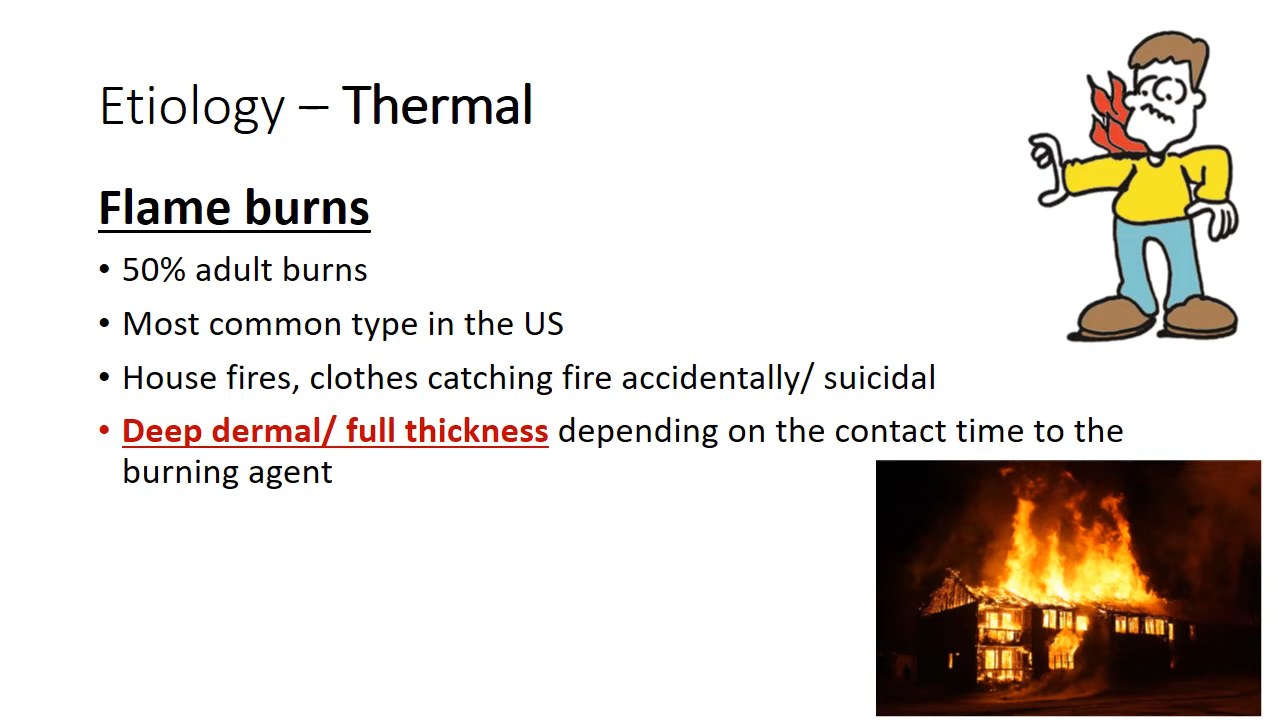 Etiology – Thermal
Flame burns
• 50% adult burns
• Most common type in the US
• House fires, clothes catching fire accidentally/ suicidal
• Deep dermal/ full thickness depending on the contact time to the
burning agent